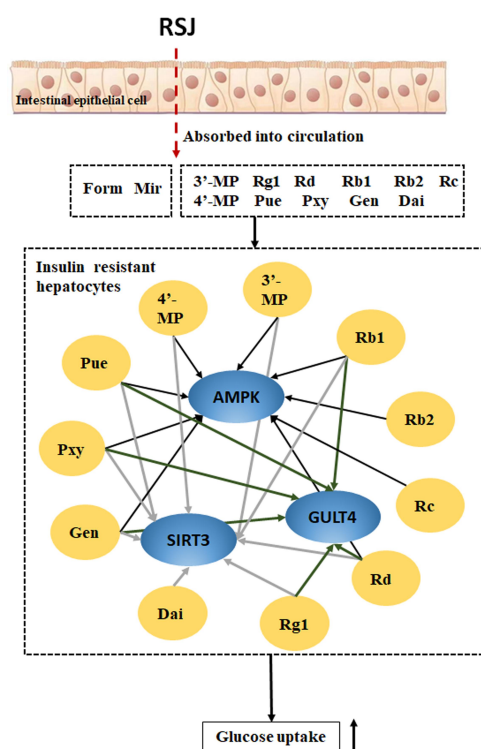 RSJ
Intestinal epithelial cell
Absorbed into circulation
Form Mir
3'-MP Rg1 Rd Rb1 Rb2 Rc
4'-MP Pue Pxy Gen Dai
Insulin resistant
hepatocytes
4'-
MP
3'-
MP
Rb1
Pue
AMPK
Rb2
Pxy
Rc
GULT4
Gen
SIRT3
Rd
Dai
Rg1
Glucose uptake